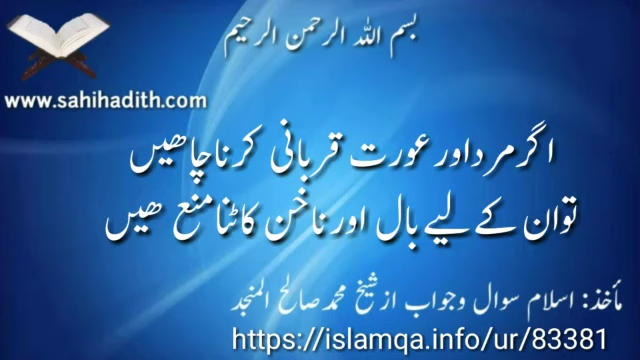 بسم اللہ الرحمن الرحیم
www.sahihadith.com
اگر مرد اور عورت قربانی کرنا چاھیں
تو ان کے لیے بال اور ناخن کاٹنا منع ھیں
مأخذ: اسلام سوال وجواب از شیخ محمد صالح المنجد
https://islamqa.info/ur/83381